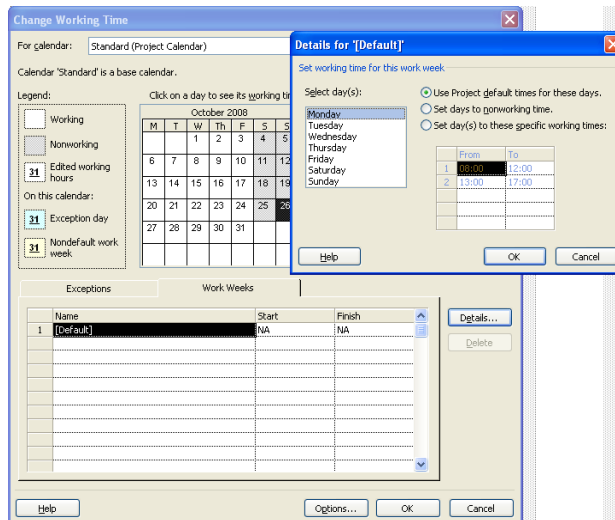 Change Working Time
For calendar: Standard (Project Calendar)
Calendar 'Standard' is a base calendar.
Legend:
Working
Nonworking
31 Edited working hours
On this calendar:
31 Exception day
31 Nondefault work week
Click on a day to see its working
October 2008
M T W Th F S S
1 2 3 4 5
6 7 8 9 10 11 12
13 14 15 16 17 18 19
20 21 22 23 24 25 26
27 28 29 30 31
Details for '[Default]'
Set working time for this work week
Select day(s):
Monday
Tuesday
Wednesday
Thursday
Friday
Saturday
Sunday
Use Project default times for these days.
Set days to nonworking time.
Set day(s) to these specific working times:
From To
1 08:00 12:00
2 13:00 17:00
Help OK Cancel
Exceptions Work Weeks
Name Start Finish
1 [Default] NA NA
Details...
Delete
Help Options... OK Cancel